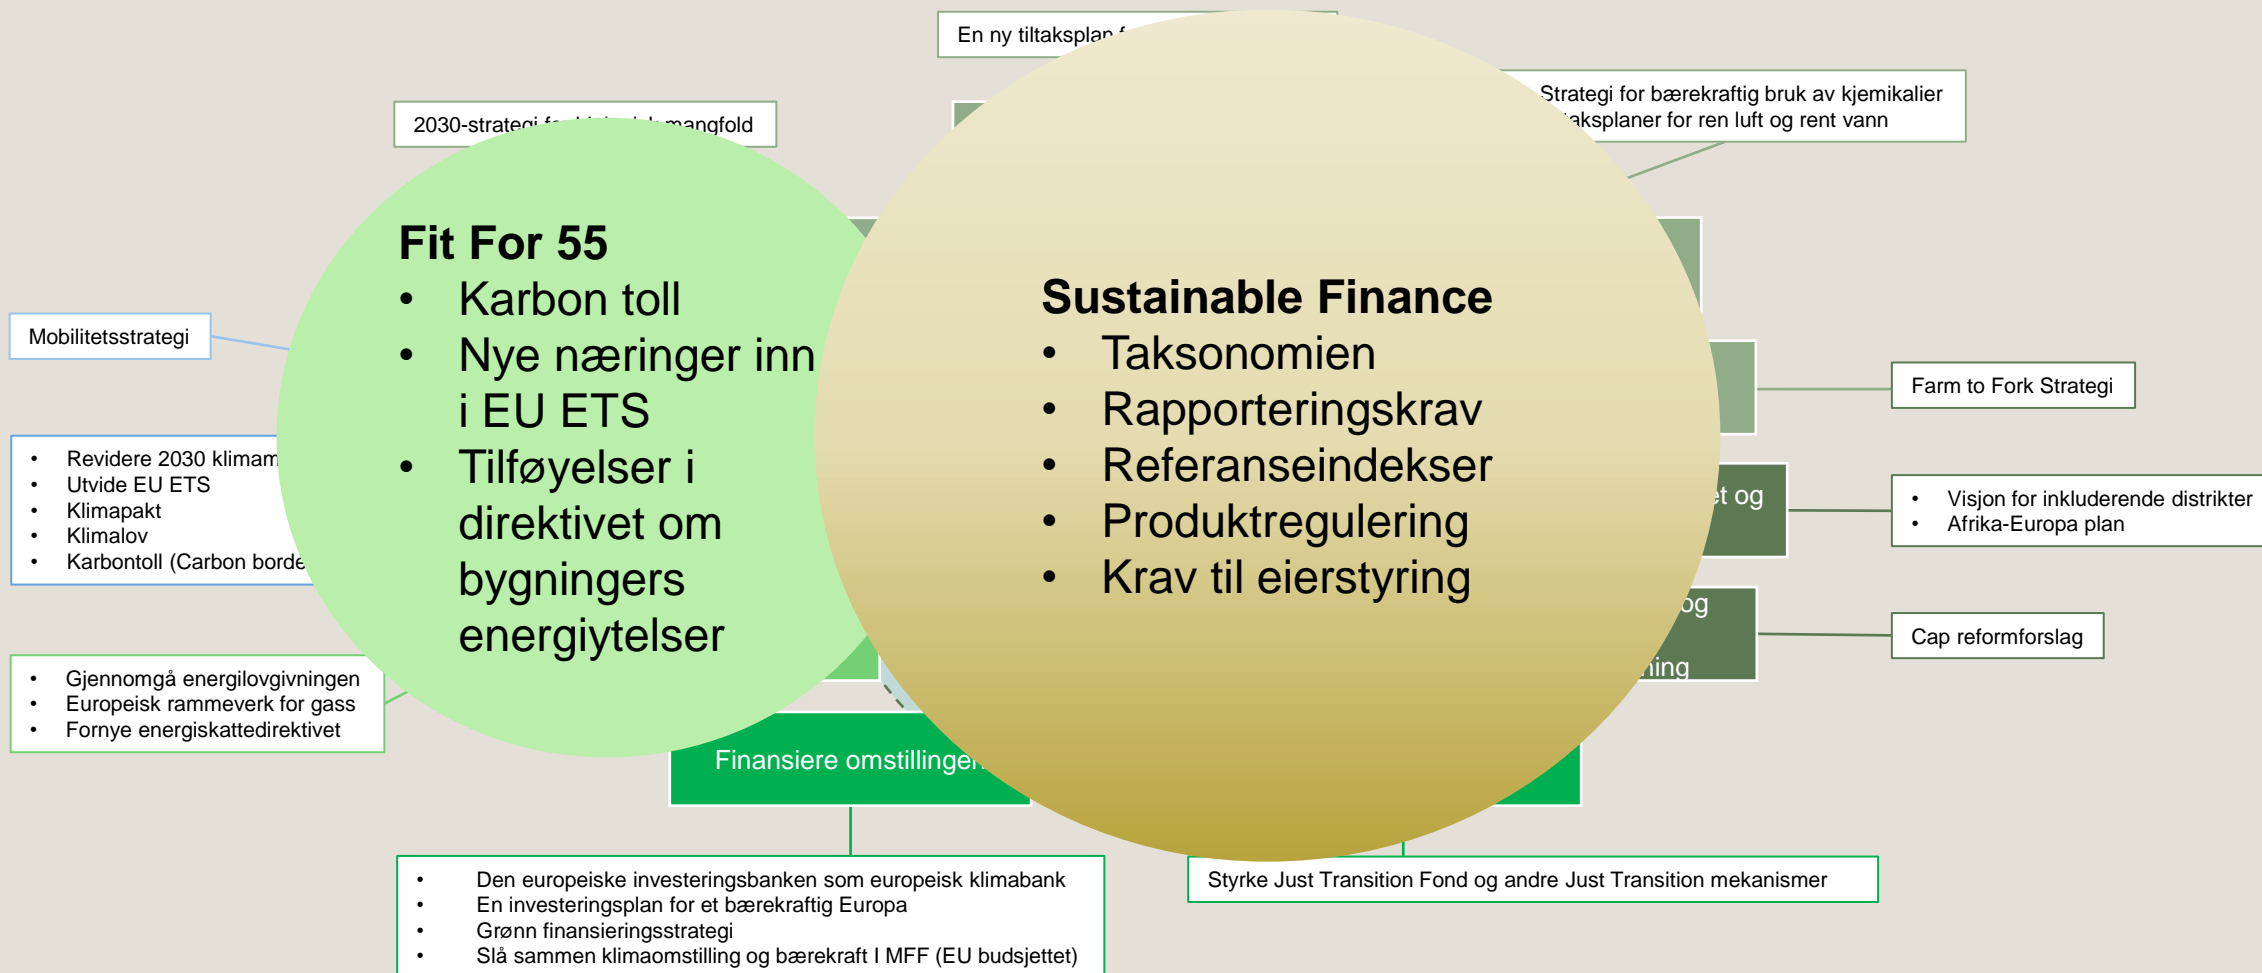 En ny tiltaksplan
Strategi for bærekraftig bruk av kjemikalier
aksplaner for ren luft og rent vann
2030-strategi mangfold
Fit For 55
• Karbon toll
• Nye næringer inn
i EU ETS
• Tilføyelser i
direktivet om
bygningers
energiytelser
Sustainable Finance
• Taksonomien
• Rapporteringskrav
• Referanseindekser
• Produktregulering
• Krav til eierstyring
Mobilitetsstrategi
• Revidere 2030 klimam
• Utvide EU ETS
• Klimapakt
• Klimalov
• Karbontoll (Carbon borde
• Gjennomgå energilovgivningen
• Europeisk rammeverk for gass
• Fornye energiskattedirektivet
Farm to Fork Strategi
et og
• Visjon for inkluderende distrikter
• Afrika-Europa plan
og
ning
Cap reformforslag
Finansiere omstillingen
• Den europeiske investeringsbanken som europeisk klimabank
• En investeringsplan for et bærekraftig Europa
• Grønn finansieringsstrategi
• Slå sammen klimaomstilling og bærekraft I MFF (EU budsjettet)
Styrke Just Transition Fond og andre Just Transition mekanismer